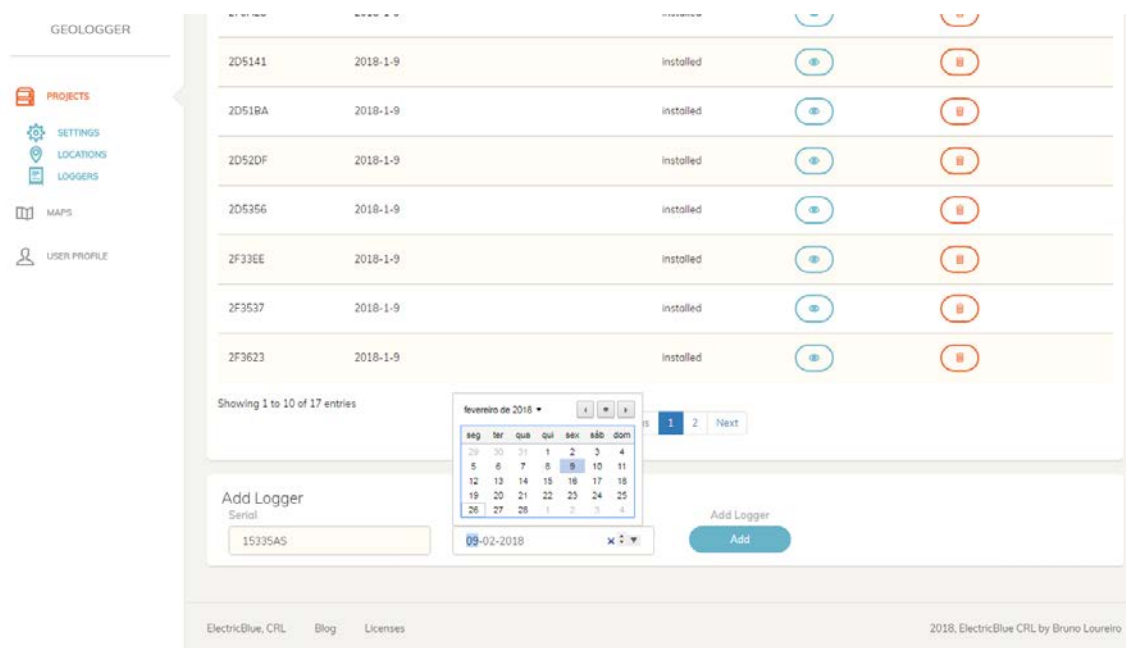 GEOLOGGER
PROJECTS
SETTINGS
LOCATIONS
LOGGERS
MAPS
USER PROFILE
2D5141 2018-1-9 installed
2D51BA 2018-1-9 installed
2D52DF 2018-1-9 installed
2D5356 2018-1-9 installed
2F33EE 2018-1-9 installed
2F3537 2018-1-9 installed
2F3623 2018-1-9 installed
Showing 1 to 10 of 17 entries
1 2 Next
fevereiro de 2018
seg ter qua qui sex sáb dom
29 30 31 1 2 3 4
5 6 7 8 9 10 11
12 13 14 15 16 17 18
19 20 21 22 23 24 25
26 27 28 1 2 3 4
Add Logger
Serial
15335AS
09-02-2018
Add Logger
Add
ElectricBlue, CRL Blog Licenses
2018, ElectricBlue CRL by Bruno Loureiro